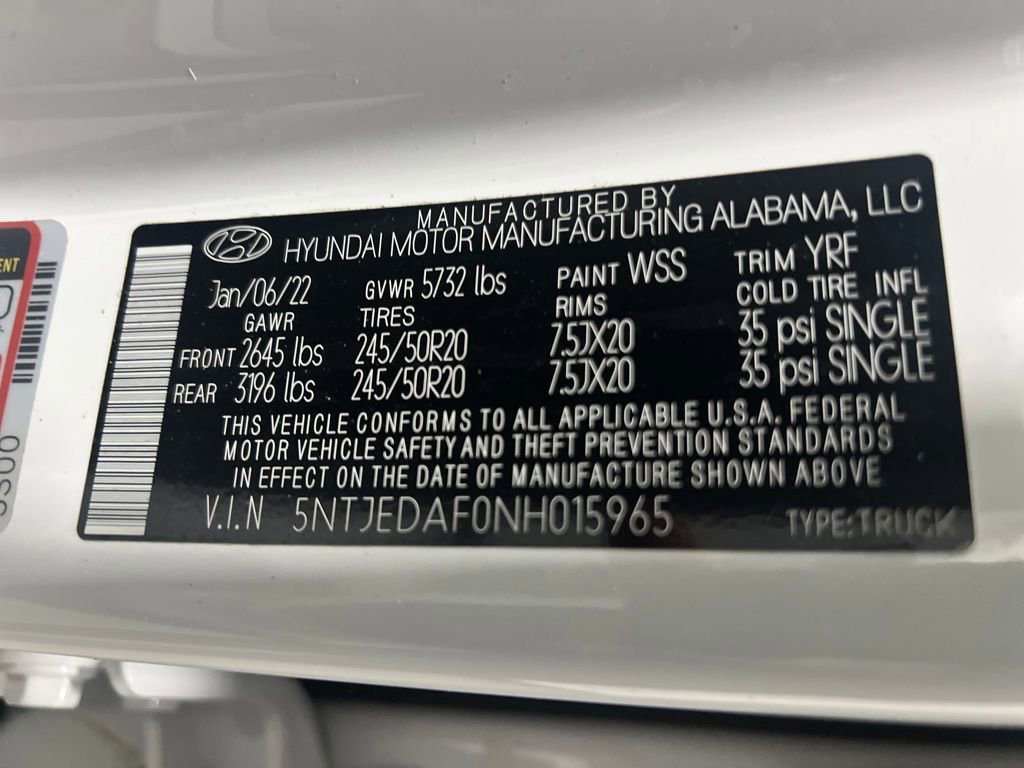 MANUFACTURED BY
HYUNDAI MOTOR MANUFACTURING ALABAMA, LLC
Jan/06/22 GVWR 5732 lbs PAINT WSS TRIM YRF
GAWR TIRES RIMS COLD TIRE INFL
FRONT 2645 lbs 245/50R20 7.5JX20 35 psi SINGLE
REAR 3196 lbs 245/50R20 7.5JX20 35 psi SINGLE
THIS VEHICLE CONFORMS TO ALL APPLICABLE U.S.A. FEDERAL
MOTOR VEHICLE SAFETY AND THEFT PREVENTION STANDARDS
IN EFFECT ON THE DATE OF MANUFACTURE SHOWN ABOVE
V.I.N 5NTJEDAF0NH015965 TYPE:TRUCK